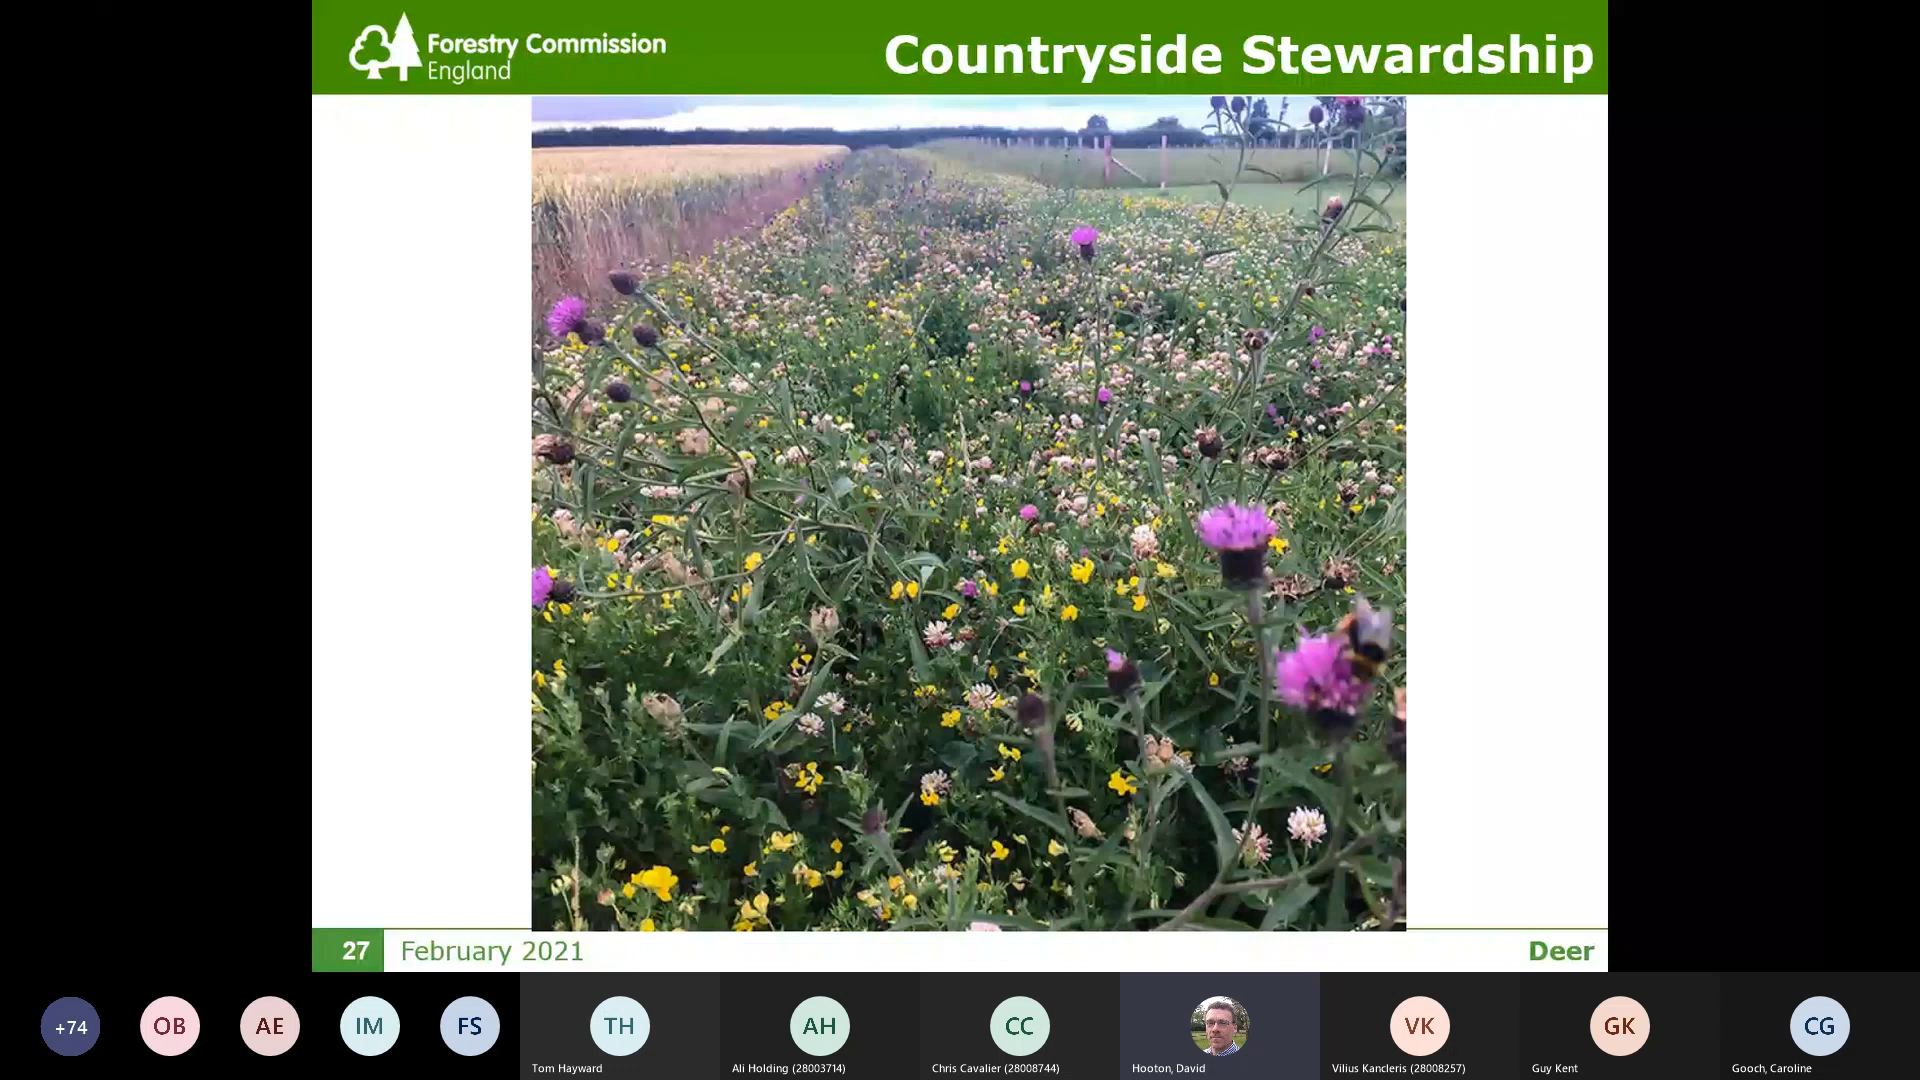 Forestry Commission
England
Countryside Stewardship
27
February 2021
Deer
+74
OB
AE
IM
FS
TH
AH
CC
VK
GK
CG
Tom Hayward
Ali Holding (28003714)
Chris Cavalier (28008744)
Hooton, David
Vilius Kancleris (28008257)
Guy Kent
Gooch, Caroline